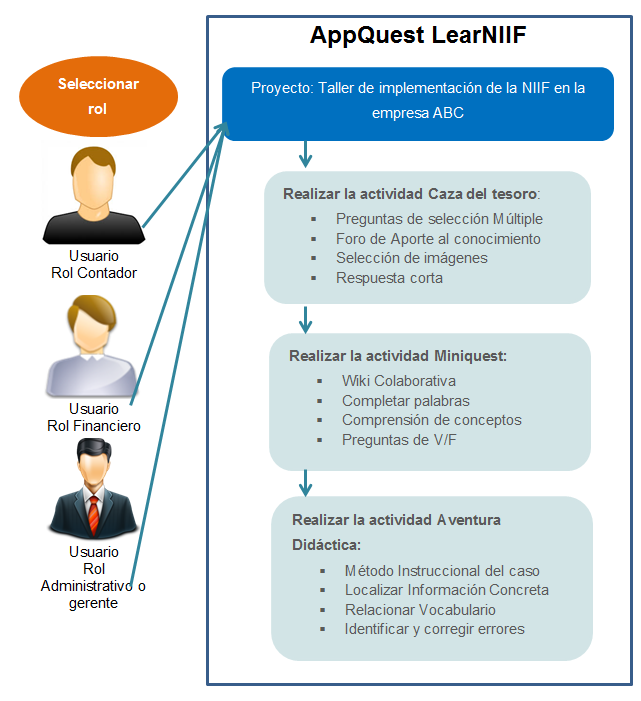 AppQuest LearNIIF
Seleccionar
rol
Proyecto: Taller de implementación de la NIIF en la
empresa ABC
Usuario
Rol Contador
Usuario
Rol Financiero
Usuario
Rol
Administrativo o
gerente
Realizar la actividad Caza del tesoro:
▪ Preguntas de selección Múltiple
▪ Foro de Aporte al conocimiento
▪ Selección de imágenes
▪ Respuesta corta
Realizar la actividad Miniquest:
▪ Wiki Colaborativa
▪ Completar palabras
▪ Comprensión de conceptos
▪ Preguntas de V/F
Realizar la actividad Aventura
Didáctica:
▪ Método Instruccional del caso
▪ Localizar Información Concreta
▪ Relacionar Vocabulario
▪ Identificar y corregir errores